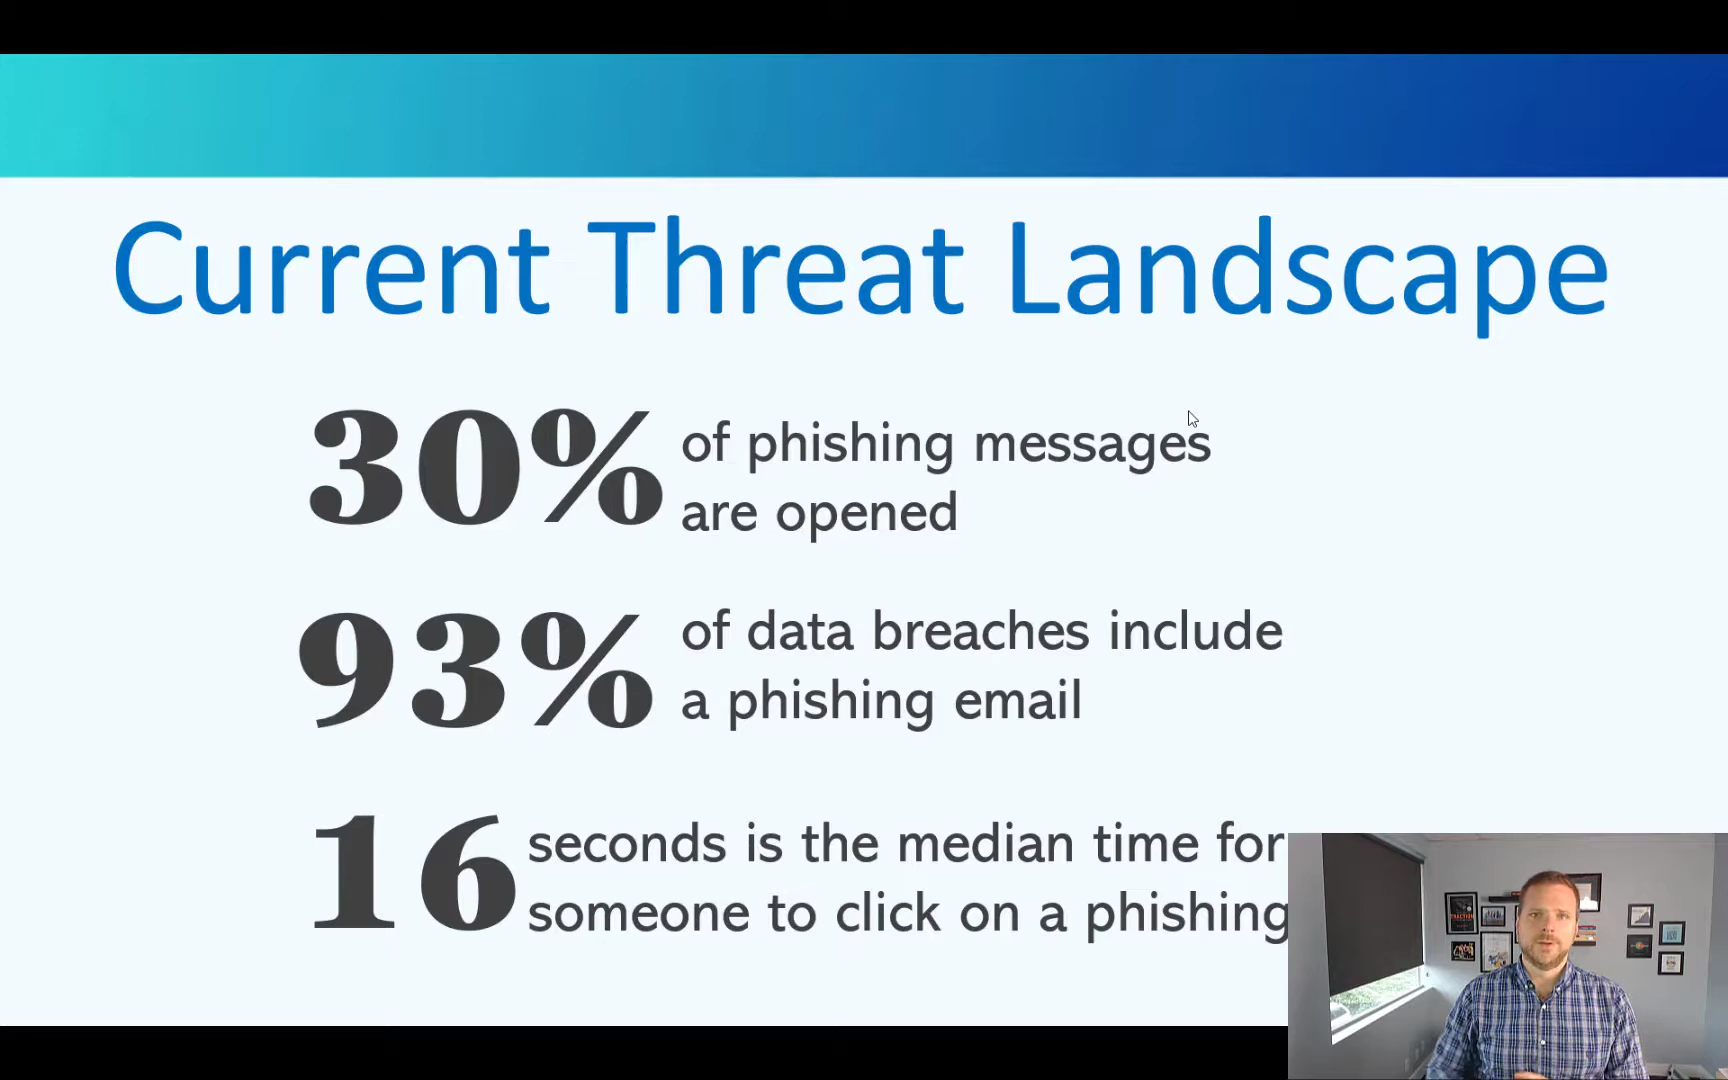 Current Threat Landscape
30% of phishing messages
are opened
93% of data breaches include
a phishing email
16 seconds is the median time for
someone to click on a phishing
TRACTION